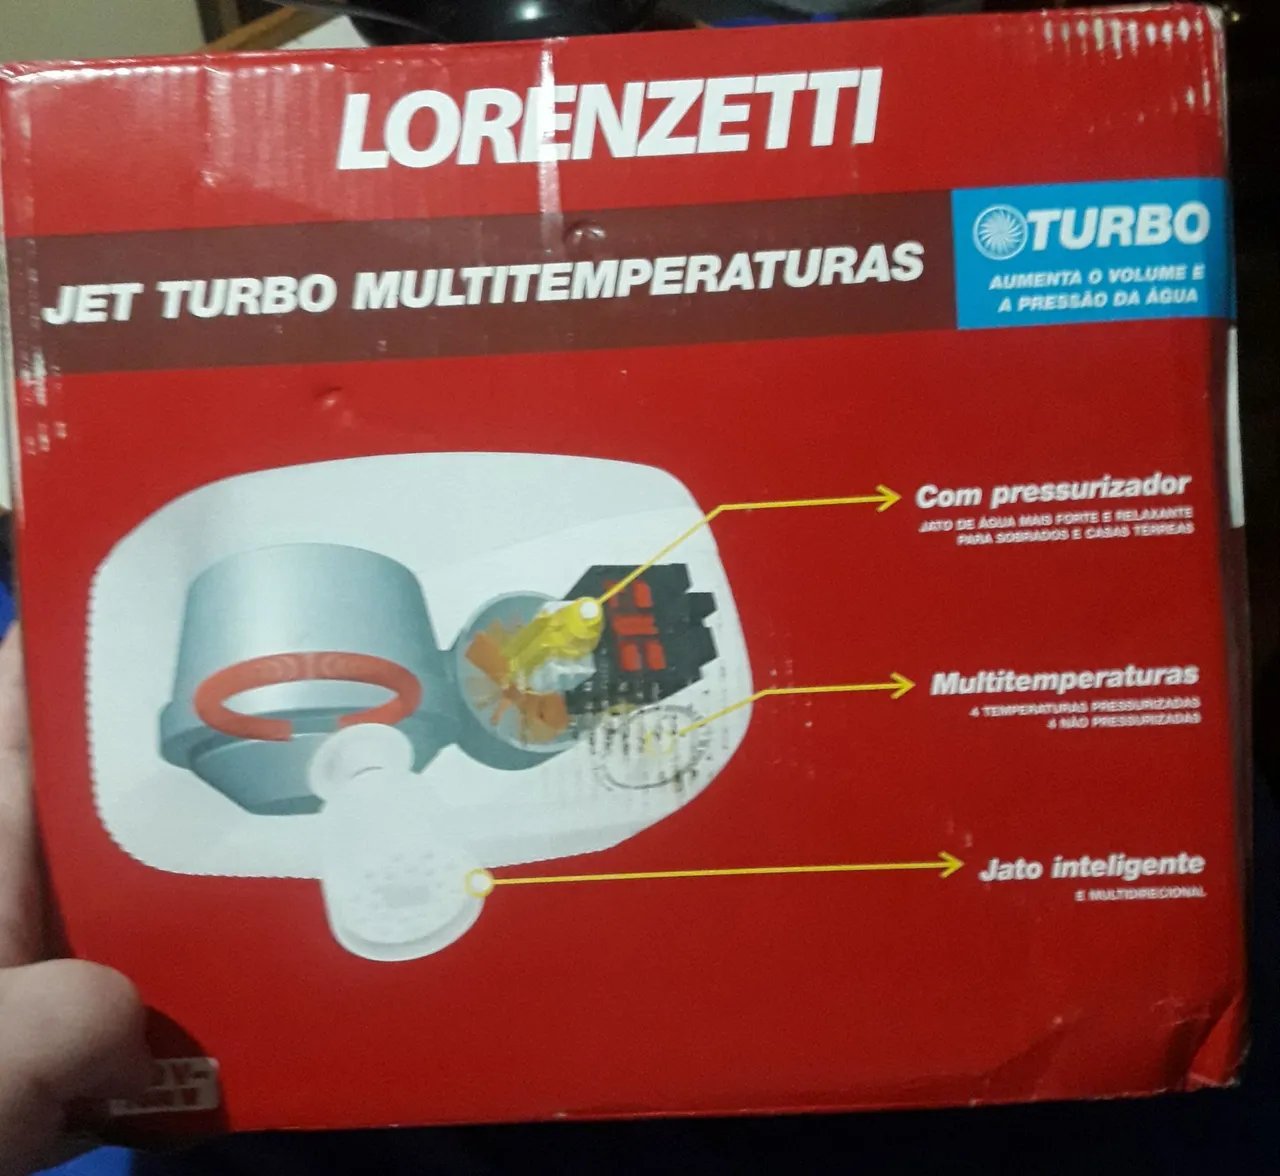 LORENZETTI
JET TURBO MULTITEMPERATURAS
TURBO
AUMENTA O VOLUME E
A PRESSÃO DA ÁGUA
Com pressurizador
JATO DE ÁGUA MAIS FORTE E RELAXANTE
PARA SOBRADOS E CASAS TÉRREAS
Multitemperaturas
4 TEMPERATURAS PRESSURIZADAS
4 NÃO PRESSURIZADAS
Jato inteligente
E MULTIDIRECIONAL